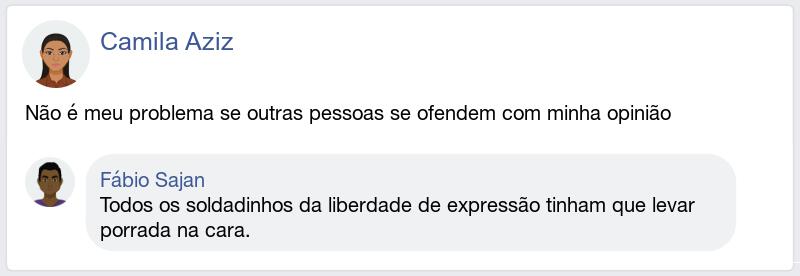 Camila Aziz
Não é meu problema se outras pessoas se ofendem com minha opinião
Fábio Sajan
Todos os soldadinhos da liberdade de expressão tinham que levar
porrada na cara.